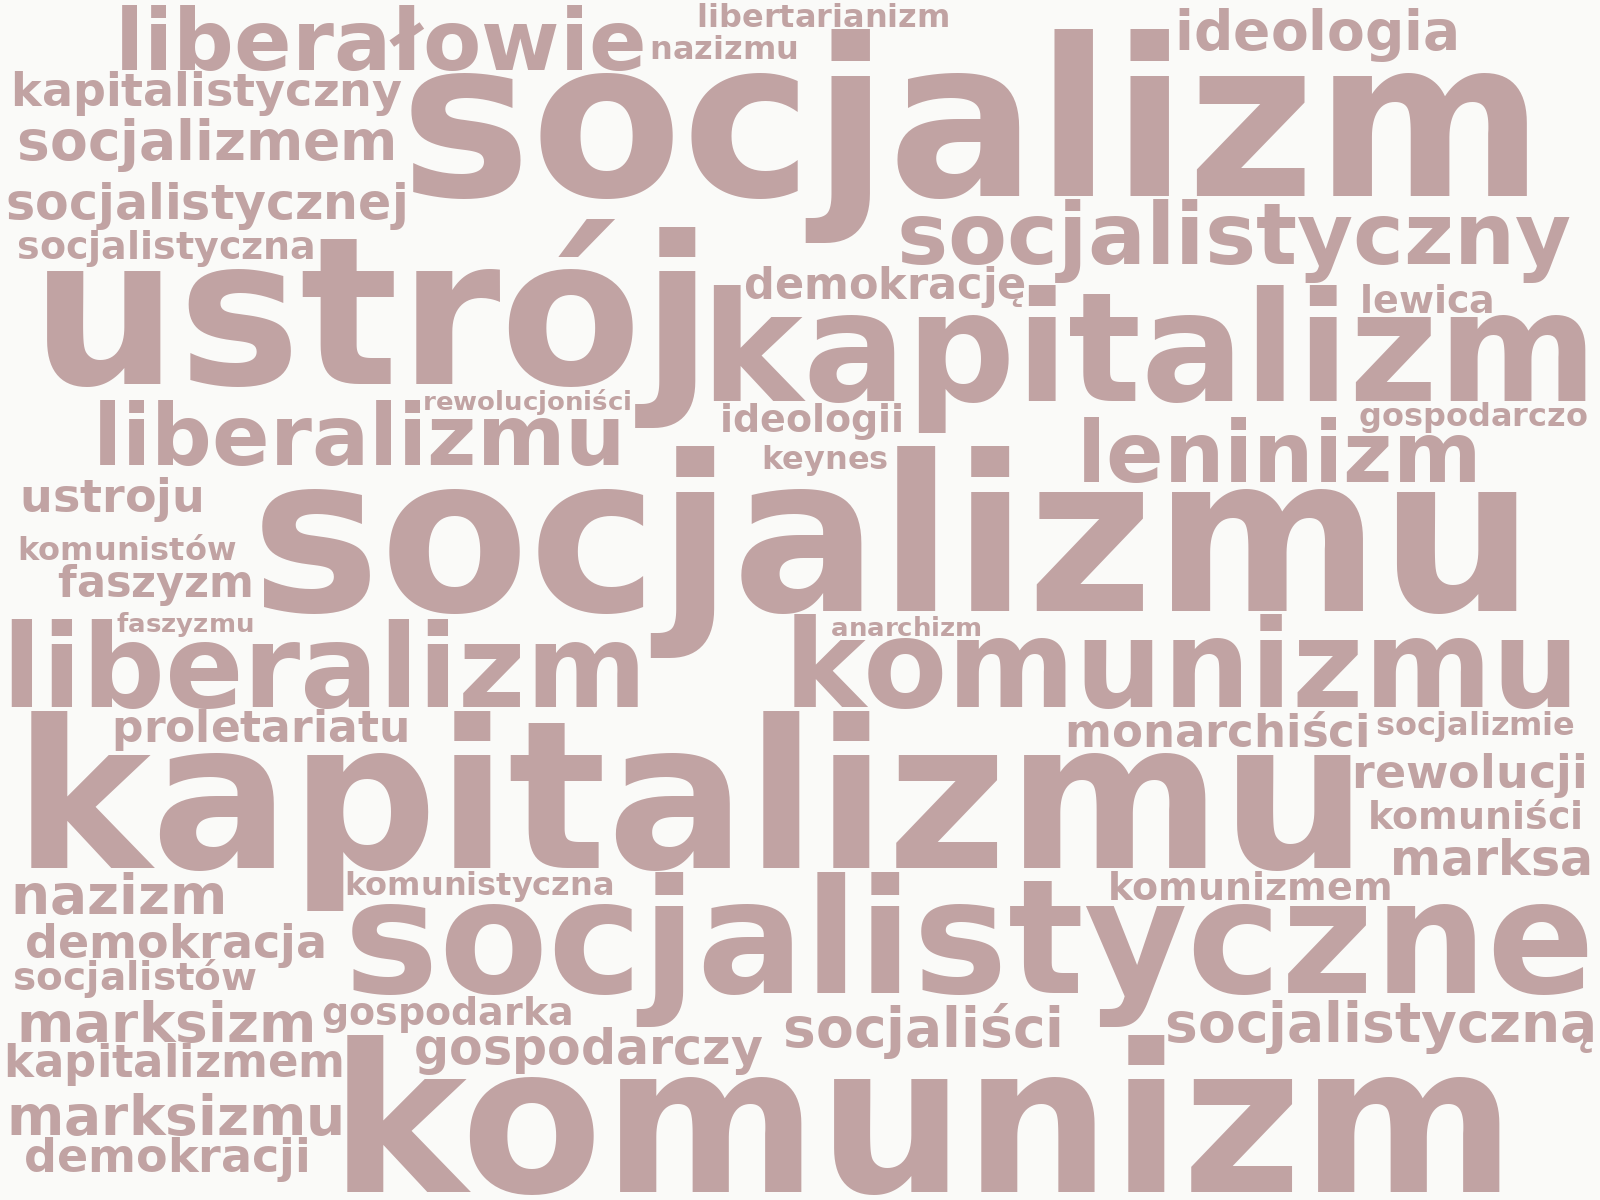 libertarianizm
liberałowie
nazizmu
ideologia
kapitalistyczny
socjalizm
socjalizmem
socjalistycznej
socjalistyczny
socjalistyczna
ustrój
demokrację
kapitalizm
lewica
rewolucjoniści
liberalizmu
ideologii
gospodarczo
leninizm
keynes
ustroju
socjalizmu
komunistów
faszyzm
faszyzmu
anarchizm
liberalizm
komunizmu
proletariatu
monarchiści
socjalizmie
kapitalizmu
rewolucji
komuniści
marksa
nazizm
komunistyczna
komunizmem
socjalistyczne
demokracja
socjalistów
marksizm
gospodarka
socjaliści
socjalistyczną
gospodarczy
kapitalizmem
komunizm
marksizmu
demokracji